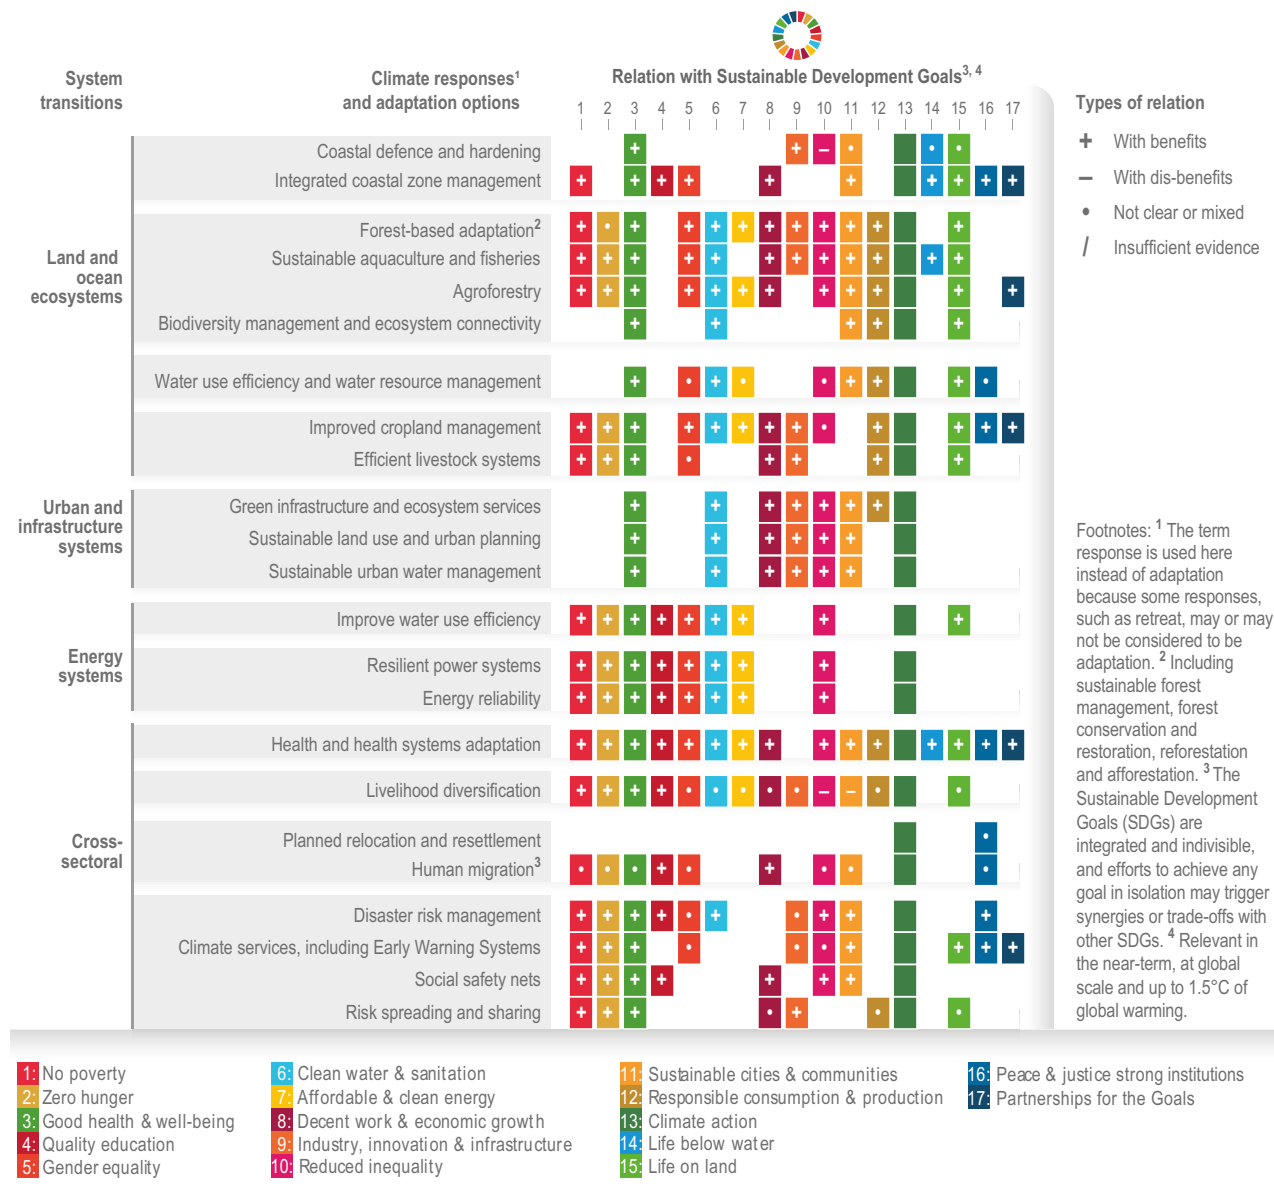 System
transitions
Climate responses¹
and adaptation options
Relation with Sustainable Development Goals³, ⁴
1 2 3 4 5 6 7 8 9 10 11 12 13 14 15 16 17
Types of relation
+ With benefits
– With dis-benefits
• Not clear or mixed
/ Insufficient evidence
Land and
ocean
ecosystems
Coastal defence and hardening
+ + – • • •
Integrated coastal zone management
+ + + + + + + + + +
Forest-based adaptation²
+ • + + + + + + + + + +
Sustainable aquaculture and fisheries
+ + + + + + + + + + + +
Agroforestry
+ + + + + + + + + + + +
Biodiversity management and ecosystem connectivity
+ + + + +
Water use efficiency and water resource management
+ • + • • + + + •
Improved cropland management
+ + + + + + + + • + + + +
Efficient livestock systems
+ + + • + + + +
Urban and
infrastructure
systems
Green infrastructure and ecosystem services
+ + + + + + +
Sustainable land use and urban planning
+ + + + + +
Sustainable urban water management
+ + + + + +
Energy
systems
Improve water use efficiency
+ + + + + + + + +
Resilient power systems
+ + + + + + + +
Energy reliability
+ + + + + + + +
Cross-
sectoral
Health and health systems adaptation
+ + + + + + + + + + + + + + +
Livelihood diversification
+ + + + • • • • • – – • •
Planned relocation and resettlement
•
Human migration³
• • • + • + • • •
Disaster risk management
+ + + + • + • + + +
Climate services, including Early Warning Systems
+ + + • • • + + + +
Social safety nets
+ + + + + + +
Risk spreading and sharing
+ + + • + • •
Footnotes: ¹ The term
response is used here
instead of adaptation
because some responses,
such as retreat, may or may
not be considered to be
adaptation. ² Including
sustainable forest
management, forest
conservation and
restoration, reforestation
and afforestation. ³ The
Sustainable Development
Goals (SDGs) are
integrated and indivisible,
and efforts to achieve any
goal in isolation may trigger
synergies or trade-offs with
other SDGs. ⁴ Relevant in
the near-term, at global
scale and up to 1.5°C of
global warming.
1: No poverty
2: Zero hunger
3: Good health & well-being
4: Quality education
5: Gender equality
6: Clean water & sanitation
7: Affordable & clean energy
8: Decent work & economic growth
9: Industry, innovation & infrastructure
10: Reduced inequality
11: Sustainable cities & communities
12: Responsible consumption & production
13: Climate action
14: Life below water
15: Life on land
16: Peace & justice strong institutions
17: Partnerships for the Goals